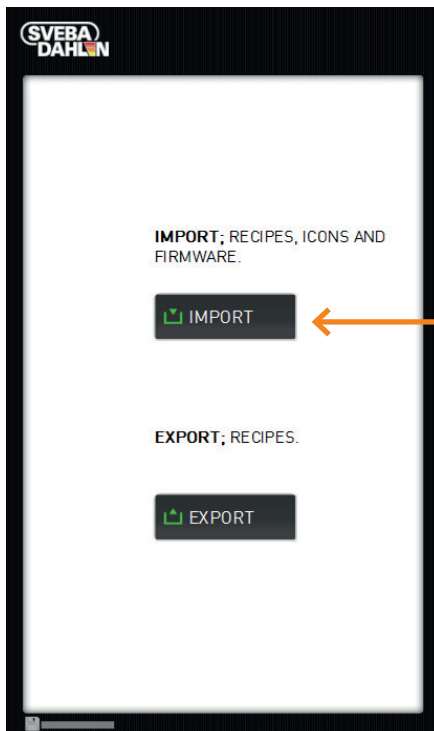 SVEBA
DAHLEN
IMPORT; RECIPES, ICONS AND
FIRMWARE.
IMPORT
EXPORT; RECIPES.
EXPORT